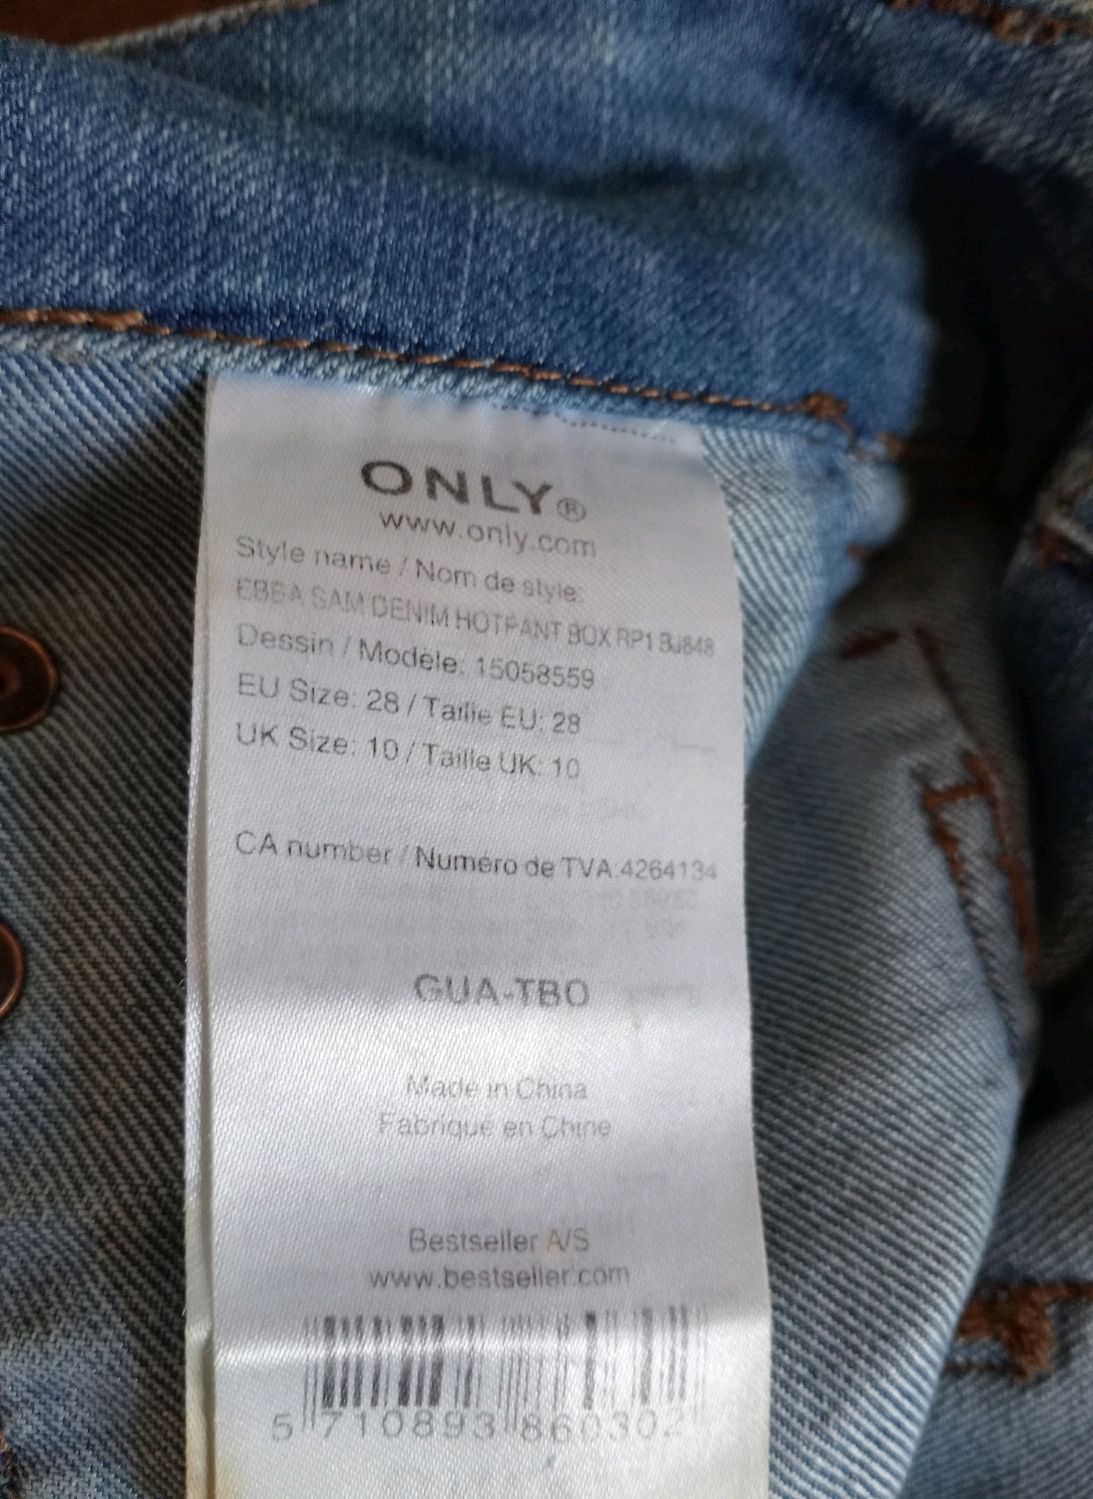 ONLY®
www.only.com
Style name / Nom de style:
EBBA SAM DENIM HOTPANT BOX RP1 BJ848
Dessin / Modele: 15058559
EU Size: 28 / Taille EU: 28
UK Size: 10 / Taille UK: 10
CA number / Numéro de TVA:4264134
GUA-TBO
Made in China
Fabrique en Chine
Bestseller A/S
www.bestseller.com
5 710893 860302